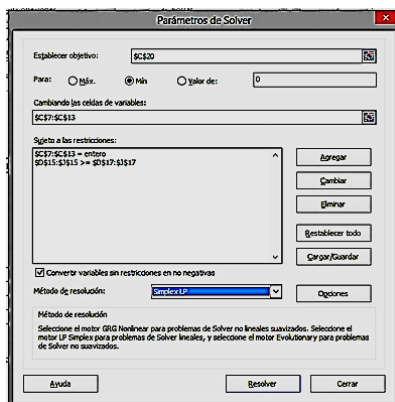 Parámetros de Solver
Establecer objetivo: $C$20
Para: Máx. Mín Valor de: 0
Cambiando las celdas de variables:
$C$7:$C$13
Sujeto a las restricciones:
$C$7:$C$13 = entero
$D$15:$J$15 >= $D$17:$J$17
Agregar
Cambiar
Eliminar
Restablecer todo
Cargar/Guardar
Convertir variables sin restricciones en no negativas
Método de resolución: Simplex LP Opciones
Método de resolución
Seleccione el motor GRG Nonlinear para problemas de Solver no lineales suavizados. Seleccione el
motor LP Simplex para problemas de Solver lineales, y seleccione el motor Evolutionary para problemas
de Solver no suavizados.
Ayuda Resolver Cerrar